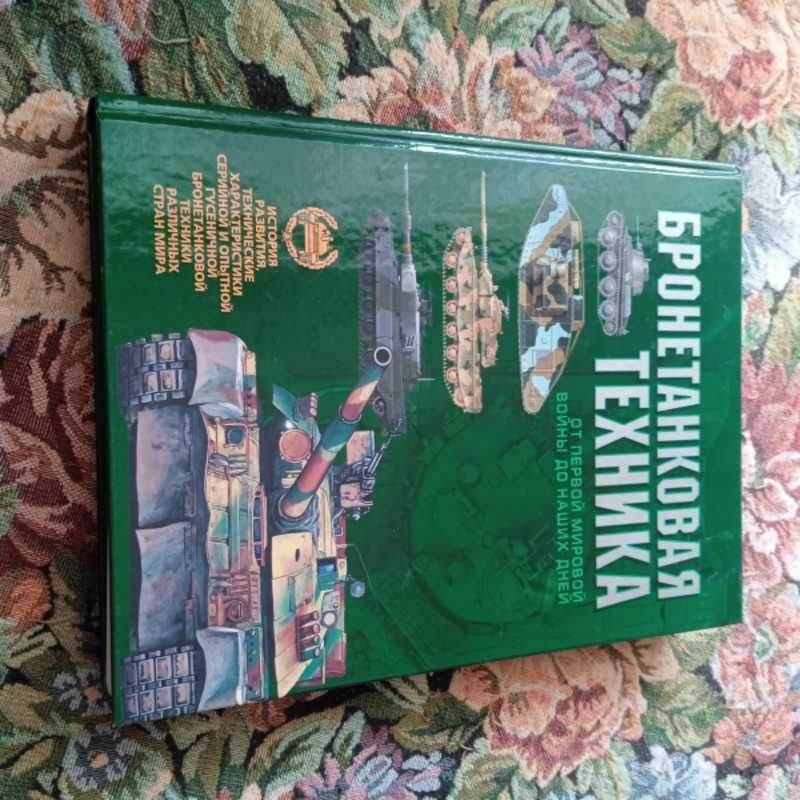 БРОНЕТАНКОВАЯ
ТЕХНИКА
ОТ ПЕРВОЙ МИРОВОЙ
ВОЙНЫ ДО НАШИХ ДНЕЙ
ИСТОРИЯ
РАЗВИТИЯ,
ТЕХНИЧЕСКИЕ
ХАРАКТЕРИСТИКИ
СЕРИЙНОЙ И ОПЫТНОЙ
ГУСЕНИЧНОЙ
БРОНЕТАНКОВОЙ
ТЕХНИКИ
РАЗЛИЧНЫХ
СТРАН МИРА